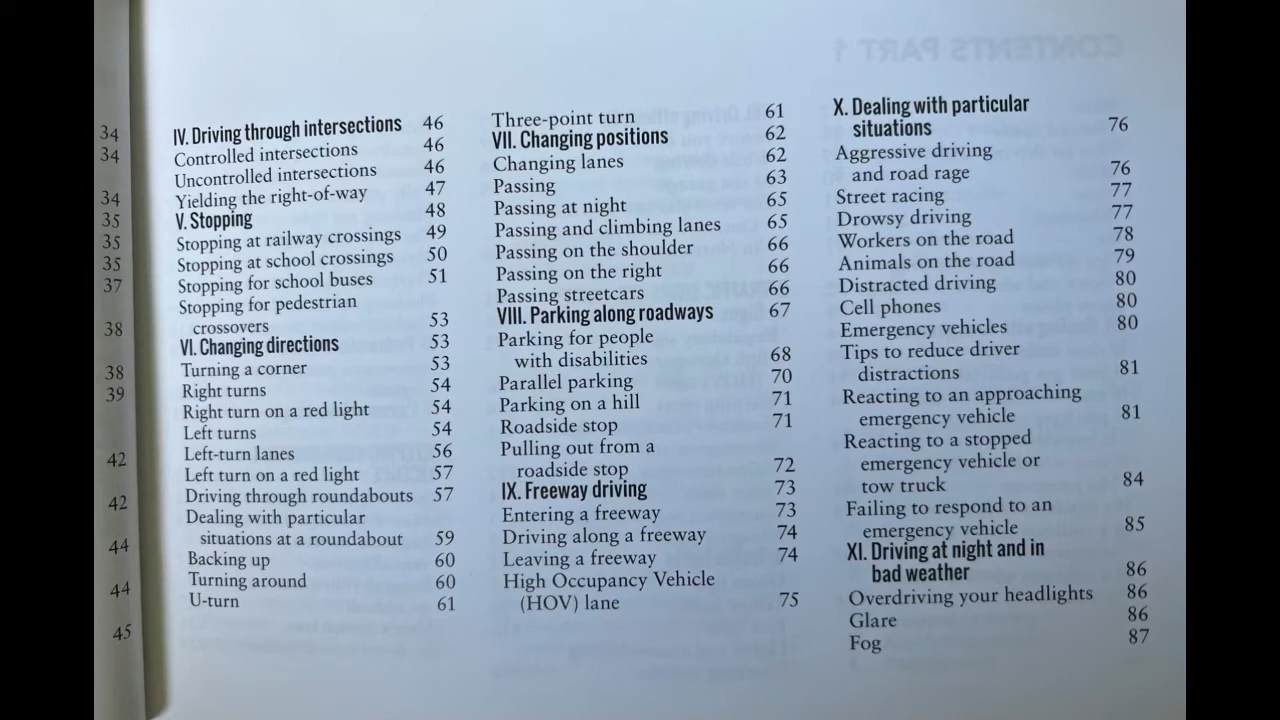 34
34
34
35
35
35
37
38
38
39
42
42
44
44
45
IV. Driving through intersections 46
Controlled intersections 46
Uncontrolled intersections 46
Yielding the right-of-way 47
V. Stopping 48
Stopping at railway crossings 49
Stopping at school crossings 50
Stopping for school buses 51
Stopping for pedestrian
crossovers 53
VI. Changing directions 53
Turning a corner 53
Right turns 54
Right turn on a red light 54
Left turns 54
Left-turn lanes 56
Left turn on a red light 57
Driving through roundabouts 57
Dealing with particular
situations at a roundabout 59
Backing up 60
Turning around 60
U-turn 61
Three-point turn 61
VII. Changing positions 62
Changing lanes 62
Passing 63
Passing at night 65
Passing and climbing lanes 65
Passing on the shoulder 66
Passing on the right 66
Passing streetcars 66
VIII. Parking along roadways 67
Parking for people
with disabilities 68
Parallel parking 70
Parking on a hill 71
Roadside stop 71
Pulling out from a
roadside stop 72
IX. Freeway driving 73
Entering a freeway 73
Driving along a freeway 74
Leaving a freeway 74
High Occupancy Vehicle
(HOV) lane 75
X. Dealing with particular
situations 76
Aggressive driving
and road rage 76
Street racing 77
Drowsy driving 77
Workers on the road 78
Animals on the road 79
Distracted driving 80
Cell phones 80
Emergency vehicles 80
Tips to reduce driver
distractions 81
Reacting to an approaching
emergency vehicle 81
Reacting to a stopped
emergency vehicle or
tow truck 84
Failing to respond to an
emergency vehicle 85
XI. Driving at night and in
bad weather 86
Overdriving your headlights 86
Glare 86
Fog 87